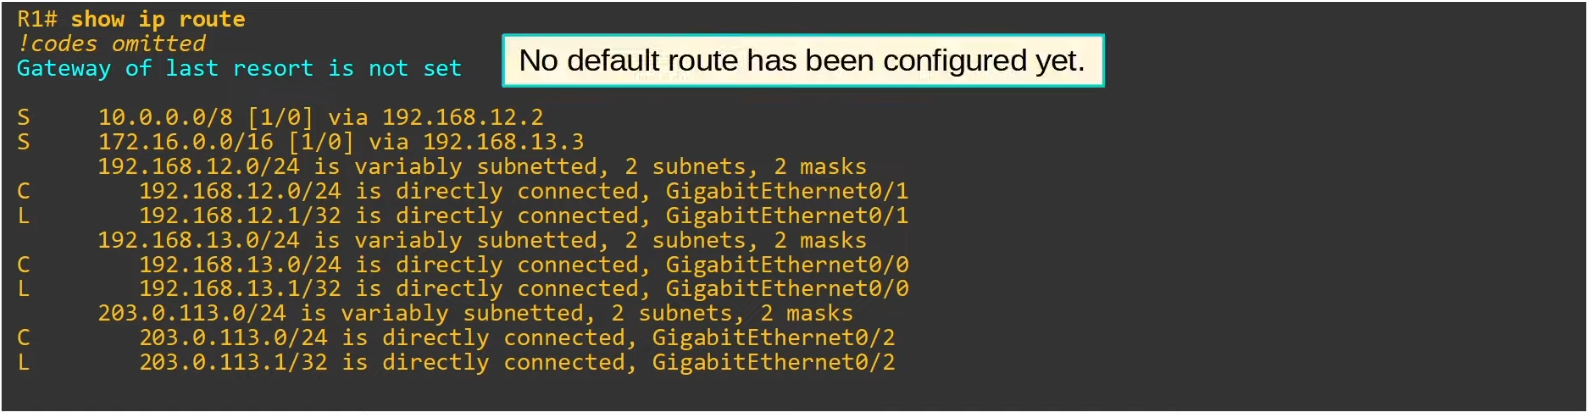 R1# show ip route
!codes omitted
Gateway of last resort is not set
No default route has been configured yet.
S 10.0.0.0/8 [1/0] via 192.168.12.2
S 172.16.0.0/16 [1/0] via 192.168.13.3
192.168.12.0/24 is variably subnetted, 2 subnets, 2 masks
C 192.168.12.0/24 is directly connected, GigabitEthernet0/1
L 192.168.12.1/32 is directly connected, GigabitEthernet0/1
192.168.13.0/24 is variably subnetted, 2 subnets, 2 masks
C 192.168.13.0/24 is directly connected, GigabitEthernet0/0
L 192.168.13.1/32 is directly connected, GigabitEthernet0/0
203.0.113.0/24 is variably subnetted, 2 subnets, 2 masks
C 203.0.113.0/24 is directly connected, GigabitEthernet0/2
L 203.0.113.1/32 is directly connected, GigabitEthernet0/2